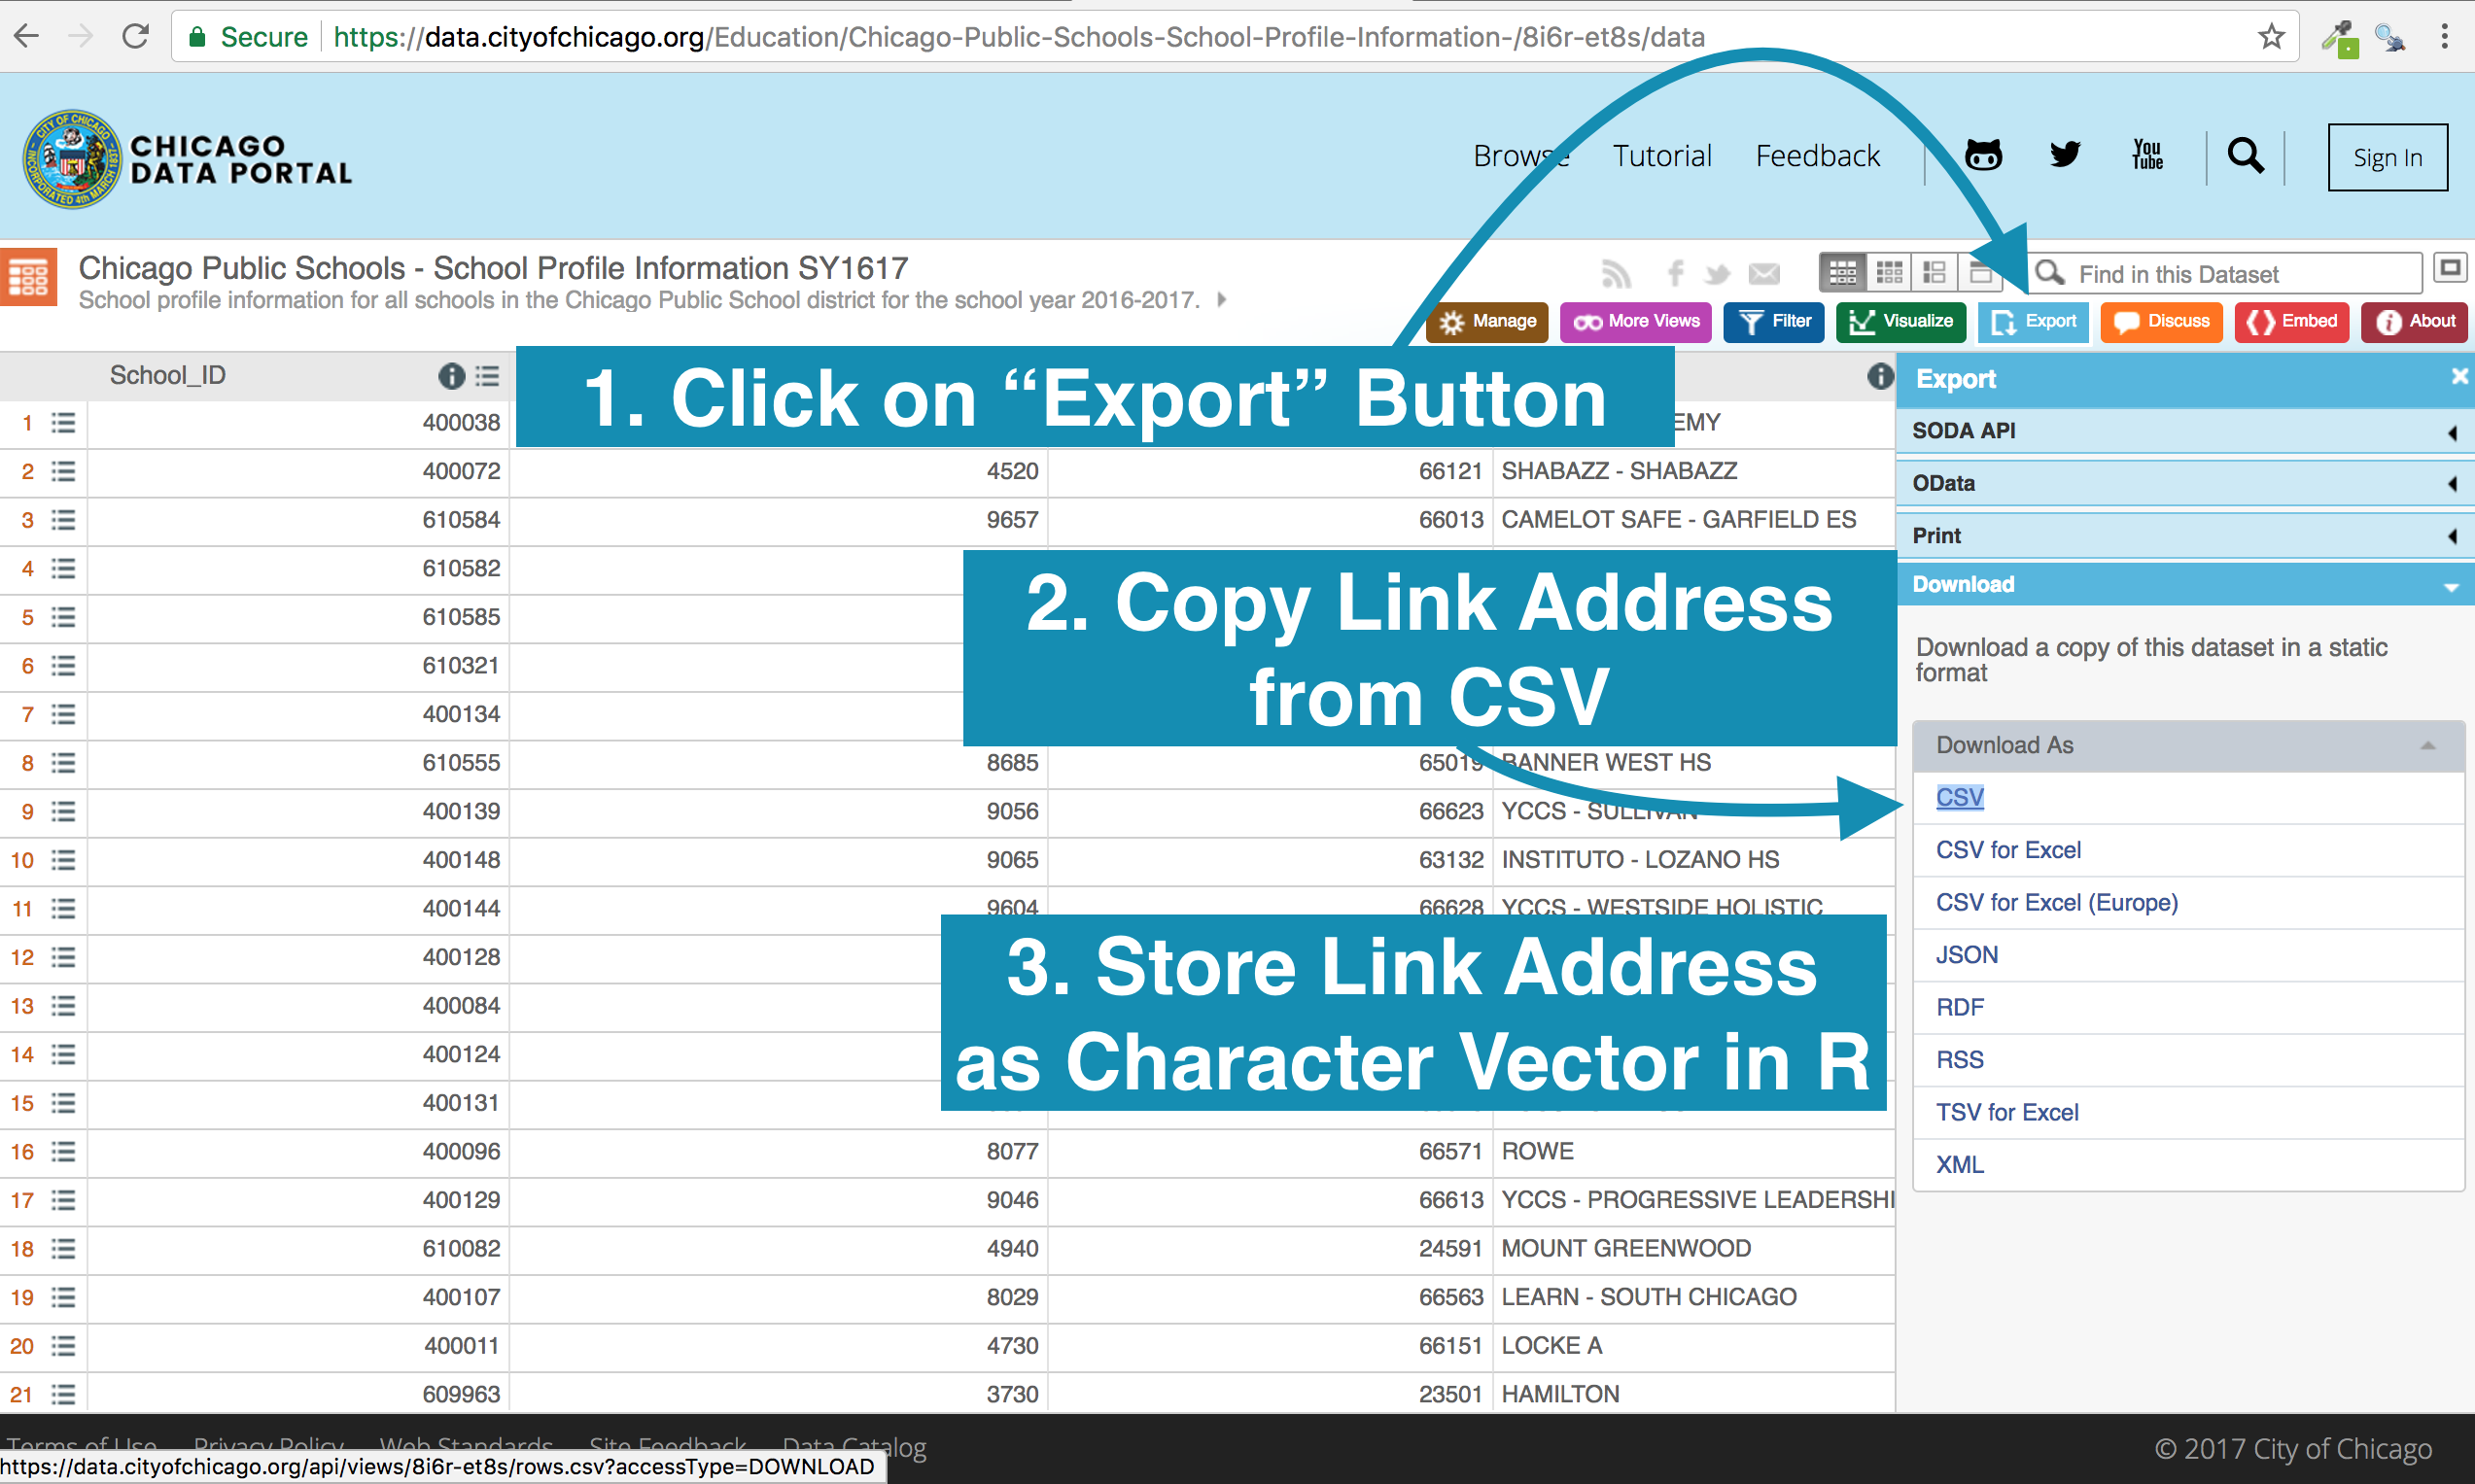 Secure https://data.cityofchicago.org/Education/Chicago-Public-Schools-School-Profile-Information-/8i6r-et8s/data
CITY OF CHICAGO
INCORPORATED 4th MARCH 1837
CHICAGO
DATA PORTAL
Browse Tutorial Feedback You Tube Sign In
Chicago Public Schools - School Profile Information SY1617
School profile information for all schools in the Chicago Public School district for the school year 2016-2017.
Find in this Dataset
Manage More Views Filter Visualize Export Discuss Embed About
School_ID
1. Click on “Export” Button
1 400038 EMY
2 400072 4520 66121 SHABAZZ - SHABAZZ
3 610584 9657 66013 CAMELOT SAFE - GARFIELD ES
4 610582
5 610585
6 610321
7 400134
2. Copy Link Address
from CSV
8 610555 8685 65019 BANNER WEST HS
9 400139 9056 66623 YCCS - SULLIVAN
10 400148 9065 63132 INSTITUTO - LOZANO HS
11 400144 9604 66628 YCCS - WESTSIDE HOLISTIC
12 400128
13 400084
14 400124
15 400131
3. Store Link Address
as Character Vector in R
16 400096 8077 66571 ROWE
17 400129 9046 66613 YCCS - PROGRESSIVE LEADERSHI
18 610082 4940 24591 MOUNT GREENWOOD
19 400107 8029 66563 LEARN - SOUTH CHICAGO
20 400011 4730 66151 LOCKE A
21 609963 3730 23501 HAMILTON
Export
SODA API
OData
Print
Download
Download a copy of this dataset in a static
format
Download As
CSV
CSV for Excel
CSV for Excel (Europe)
JSON
RDF
RSS
TSV for Excel
XML
Terms of Use Privacy Policy Web Standards Site Feedback Data Catalog
© 2017 City of Chicago
https://data.cityofchicago.org/api/views/8i6r-et8s/rows.csv?accessType=DOWNLOAD